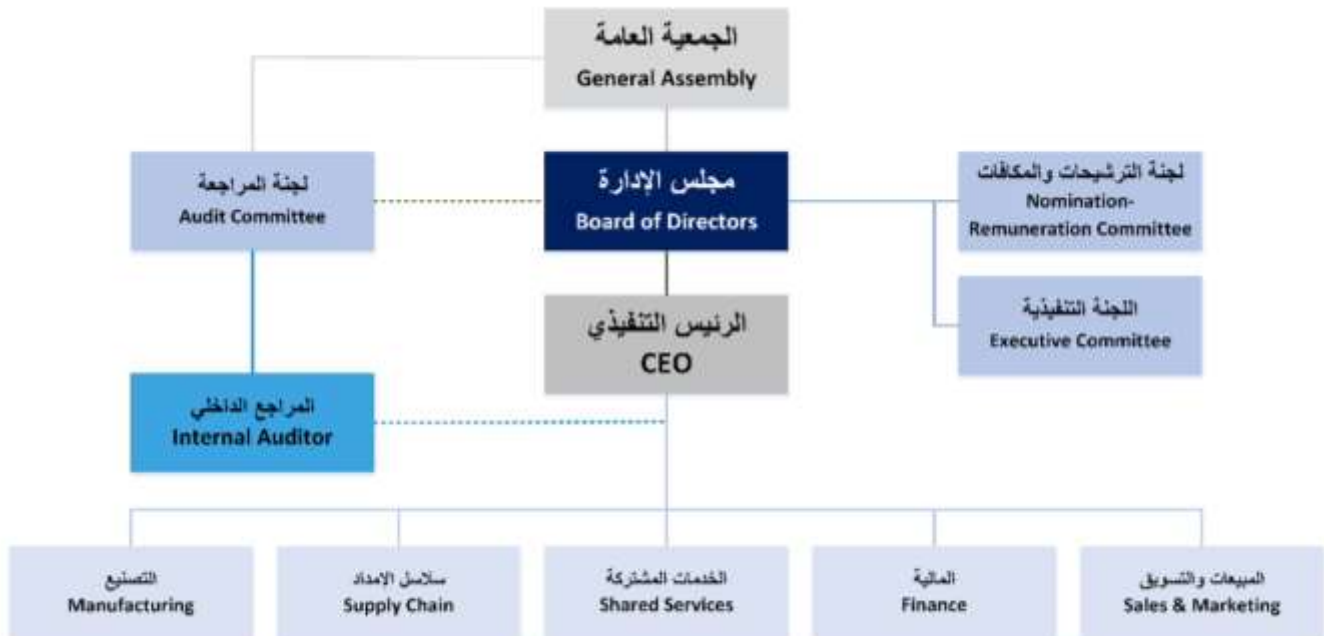 الجمعية العامة
General Assembly
لجنة المراجعة
Audit Committee
مجلس الإدارة
Board of Directors
لجنة الترشيحات والمكافات
Nomination-
Remuneration Committee
الرئيس التنفيذي
CEO
اللجنة التنفيذية
Executive Committee
المراجع الداخلي
Internal Auditor
التصنيع
Manufacturing
سلاسل الامداد
Supply Chain
الخدمات المشتركة
Shared Services
المالية
Finance
المبيعات والتسويق
Sales & Marketing